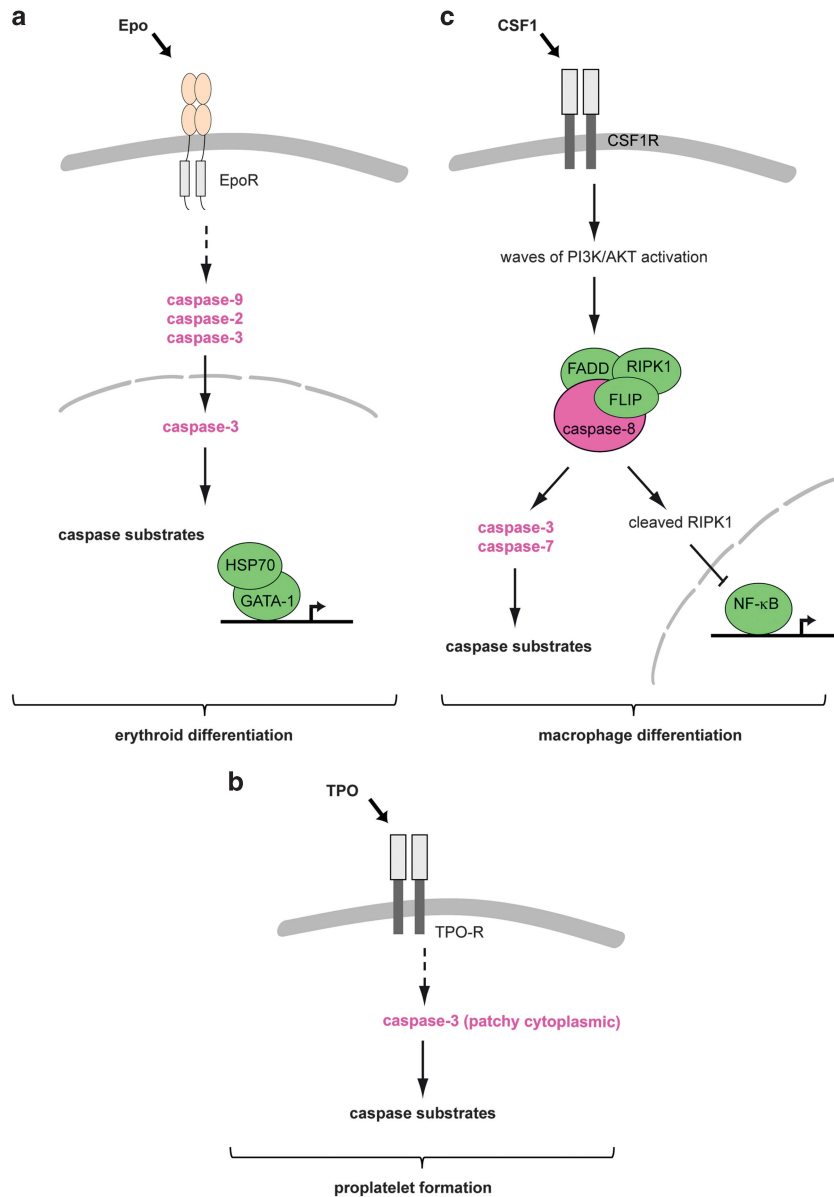 a
Epo
EpoR
caspase-9
caspase-2
caspase-3
caspase-3
caspase substrates
HSP70
GATA-1
erythroid differentiation
c
CSF1
CSF1R
waves of PI3K/AKT activation
FADD
RIPK1
FLIP
caspase-8
caspase-3
caspase-7
cleaved RIPK1
NF-κB
caspase substrates
macrophage differentiation
b
TPO
TPO-R
caspase-3 (patchy cytoplasmic)
caspase substrates
proplatelet formation